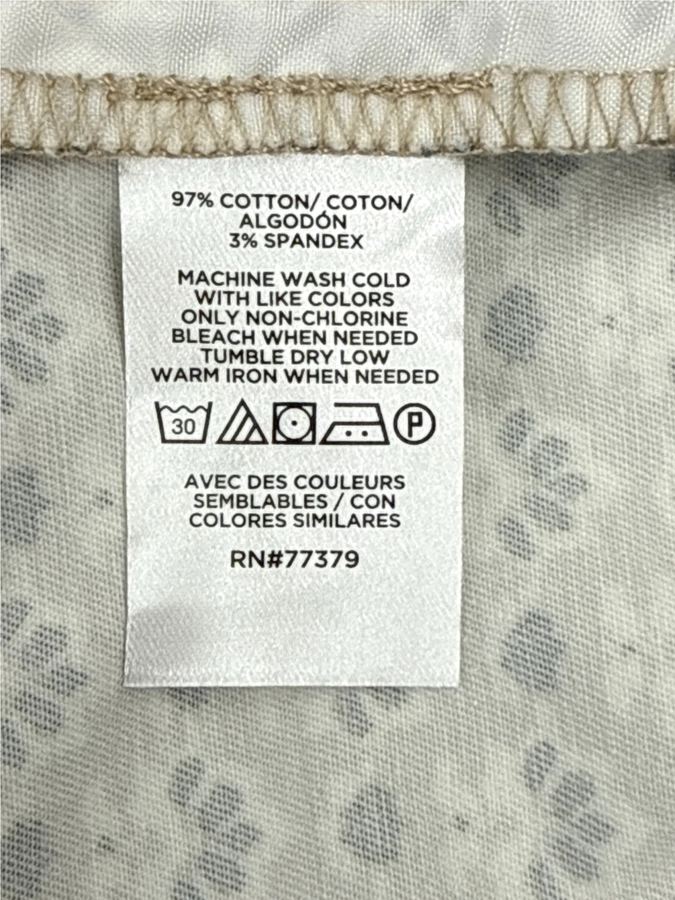 97% COTTON/ COTON/
ALGODÓN
3% SPANDEX
MACHINE WASH COLD
WITH LIKE COLORS
ONLY NON-CHLORINE
BLEACH WHEN NEEDED
TUMBLE DRY LOW
WARM IRON WHEN NEEDED
30 P
AVEC DES COULEURS
SEMBLABLES / CON
COLORES SIMILARES
RN#77379